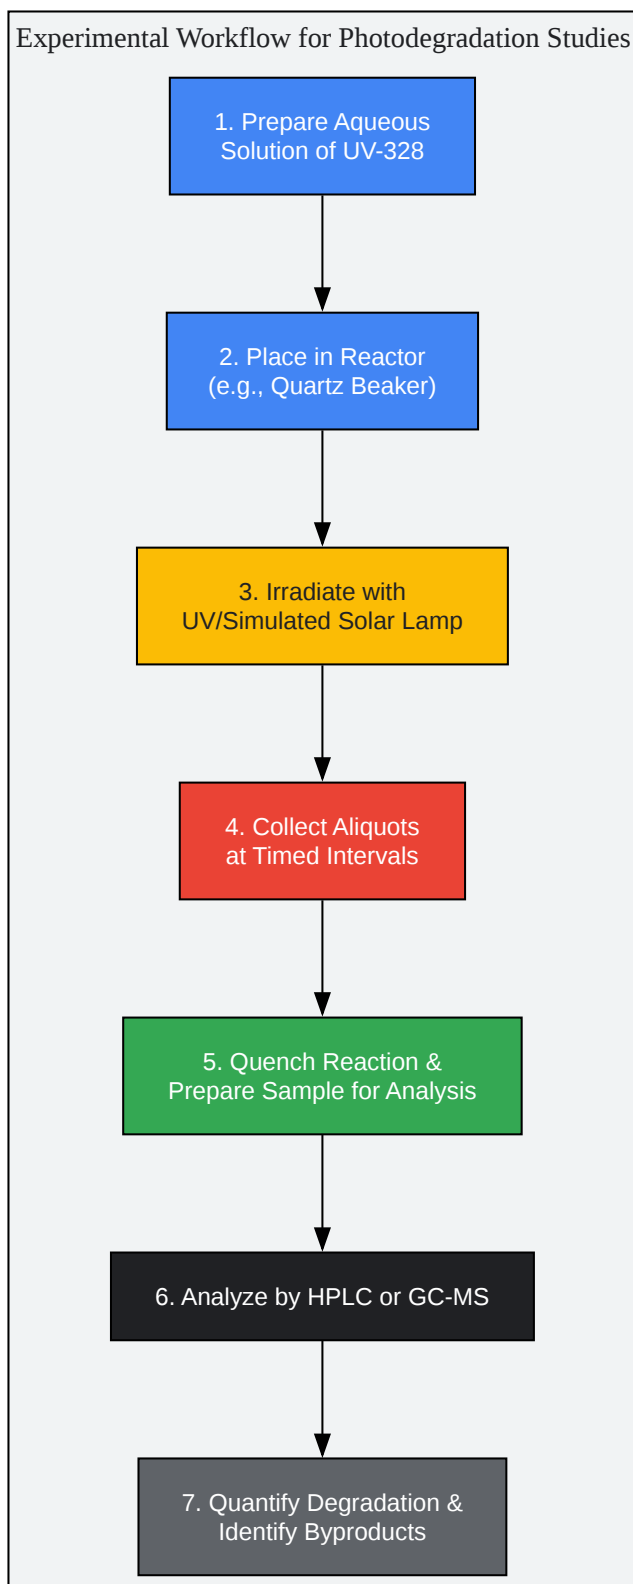 Experimental Workflow for Photodegradation Studies
1. Prepare Aqueous
Solution of UV-328
2. Place in Reactor
(e.g., Quartz Beaker)
3. Irradiate with
UV/Simulated Solar Lamp
4. Collect Aliquots
at Timed Intervals
5. Quench Reaction &
Prepare Sample for Analysis
6. Analyze by HPLC or GC-MS
7. Quantify Degradation &
Identify Byproducts